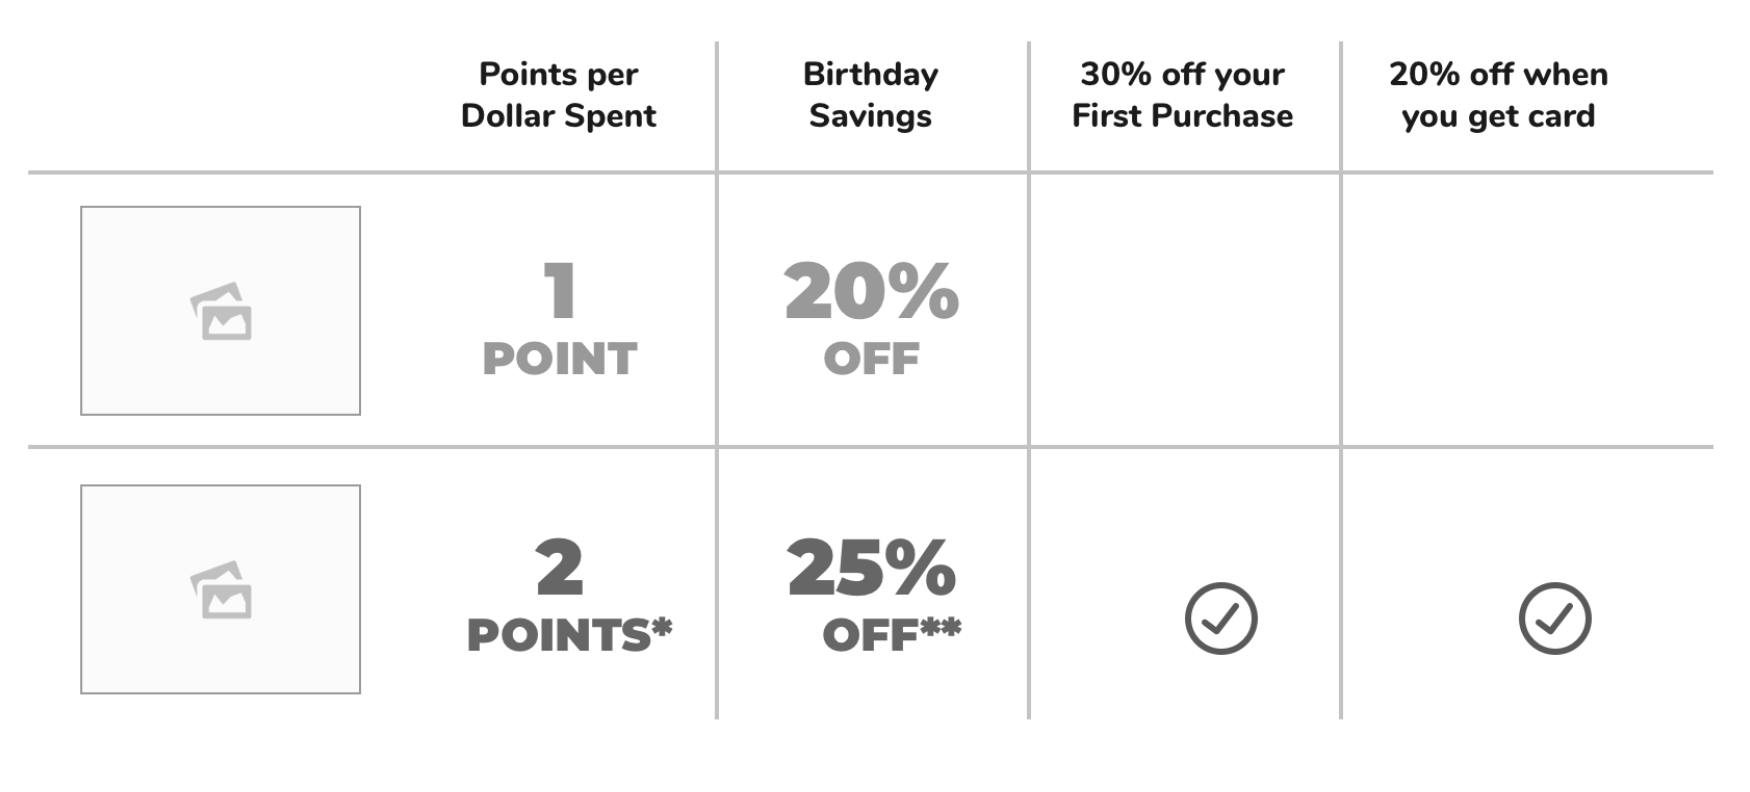 Points per
Dollar Spent
Birthday
Savings
30% off your
First Purchase
20% off when
you get card
1
POINT
20%
OFF
2
POINTS*
25%
OFF**